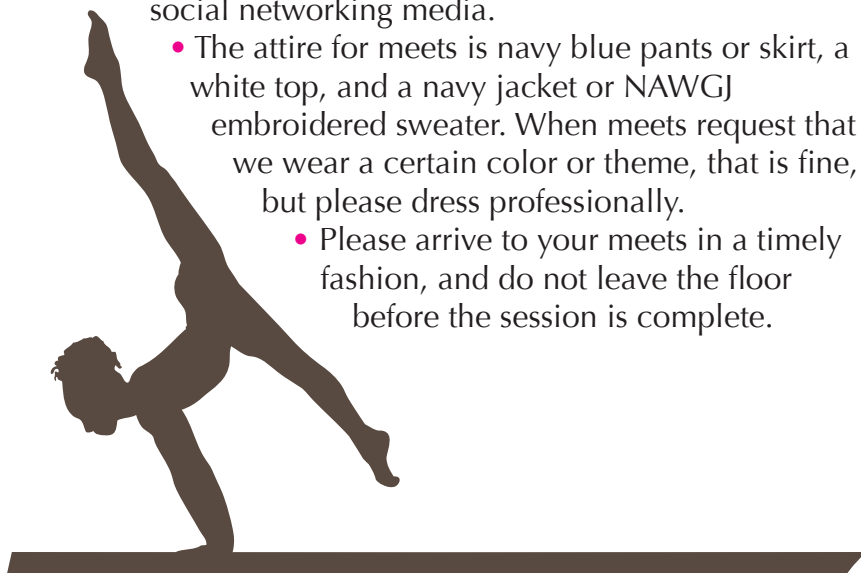 social networking media.
• The attire for meets is navy blue pants or skirt, a
white top, and a navy jacket or NAWGJ
embroidered sweater. When meets request that
we wear a certain color or theme, that is fine,
but please dress professionally.
• Please arrive to your meets in a timely
fashion, and do not leave the floor
before the session is complete.